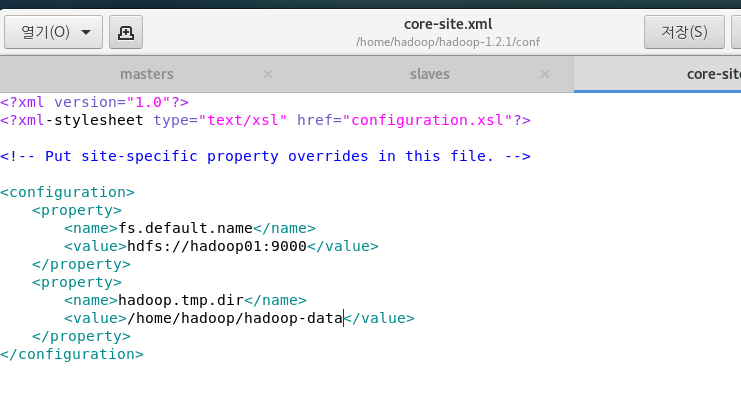 열기(O)
core-site.xml
/home/hadoop/hadoop-1.2.1/conf
저장(S)
masters
slaves
core-site
<?xml version="1.0"?>
<?xml-stylesheet type="text/xsl" href="configuration.xsl"?>
<!-- Put site-specific property overrides in this file. -->
<configuration>
<property>
<name>fs.default.name</name>
<value>hdfs://hadoop01:9000</value>
</property>
<property>
<name>hadoop.tmp.dir</name>
<value>/home/hadoop/hadoop-data</value>
</property>
</configuration>